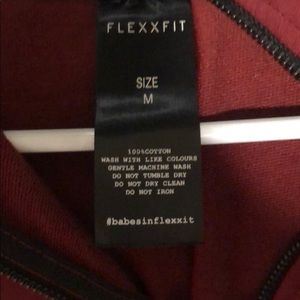 FLEXXFIT
SIZE
M
100%COTTON
WASH WITH LIKE COLOURS
GENTLE MACHINE WASH
DO NOT TUMBLE DRY
DO NOT DRY CLEAN
DO NOT IRON
#babesinflexxit